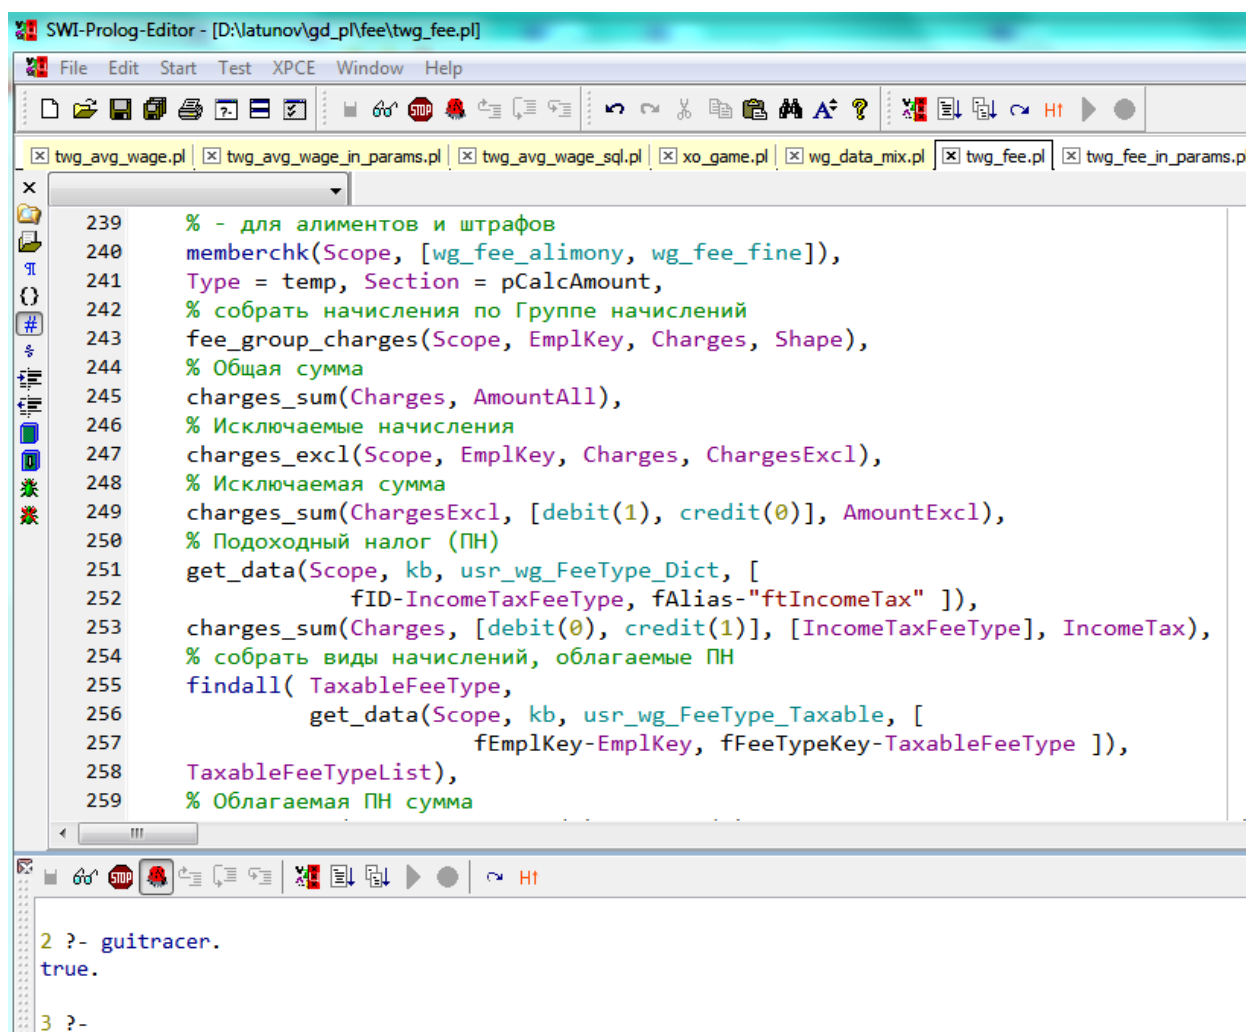 SWI-Prolog-Editor - [D:\latunov\gd_pl\fee\twg_fee.pl]
File Edit Start Test XPCE Window Help
twg_avg_wage.pl twg_avg_wage_in_params.pl twg_avg_wage_sql.pl xo_game.pl wg_data_mix.pl twg_fee.pl twg_fee_in_params.p
239 % - для алиментов и штрафов
240 memberchk(Scope, [wg_fee_alimony, wg_fee_fine]),
241 Type = temp, Section = pCalcAmount,
242 % собрать начисления по Группе начислений
243 fee_group_charges(Scope, EmplKey, Charges, Shape),
244 % Общая сумма
245 charges_sum(Charges, AmountAll),
246 % Исключаемые начисления
247 charges_excl(Scope, EmplKey, Charges, ChargesExcl),
248 % Исключаемая сумма
249 charges_sum(ChargesExcl, [debit(1), credit(0)], AmountExcl),
250 % Подоходный налог (ПН)
251 get_data(Scope, kb, usr_wg_FeeType_Dict, [
252 fID-IncomeTaxFeeType, fAlias-"ftIncomeTax" ]),
253 charges_sum(Charges, [debit(0), credit(1)], [IncomeTaxFeeType], IncomeTax),
254 % собрать виды начислений, облагаемые ПН
255 findall( TaxableFeeType,
256 get_data(Scope, kb, usr_wg_FeeType_Taxable, [
257 fEmplKey-EmplKey, fFeeTypeKey-TaxableFeeType ]),
258 TaxableFeeTypeList),
259 % Облагаемая ПН сумма
2 ?- guitracer.
true.
3 ?-